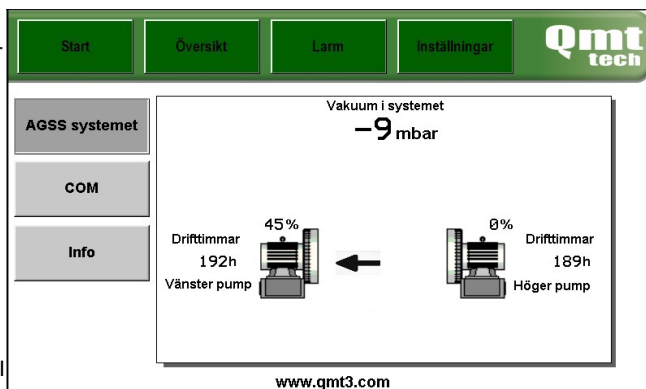 Start
Översikt
Larm
Inställningar
Qmt
tech
AGSS systemet
COM
Info
Vakuum i systemet
-9 mbar
45%
Drifttimmar
192h
Vänster pump
0%
Drifttimmar
189h
Höger pump
www.qmt3.com